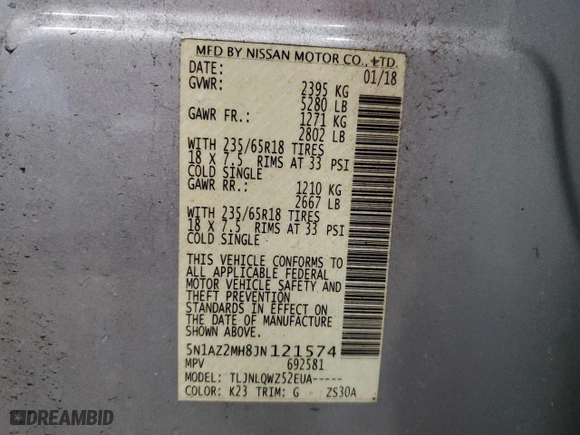 MFD BY NISSAN MOTOR CO., LTD.
DATE: 01/18
GVWR: 2395 KG
5280 LB
GAWR FR.: 1271 KG
2802 LB
WITH 235/65R18 TIRES
18 X 7.5 RIMS AT 33 PSI
COLD SINGLE
GAWR RR.: 1210 KG
2667 LB
WITH 235/65R18 TIRES
18 X 7.5 RIMS AT 33 PSI
COLD SINGLE
THIS VEHICLE CONFORMS TO
ALL APPLICABLE FEDERAL
MOTOR VEHICLE SAFETY AND
THEFT PREVENTION
STANDARDS IN EFFECT ON
THE DATE OF MANUFACTURE
SHOWN ABOVE.
5N1AZ2MH8JN121574
MPV 692581
MODEL: TLJNLQWZ52EUA-----
COLOR: K23 TRIM: G ZS30A
DREAMBID